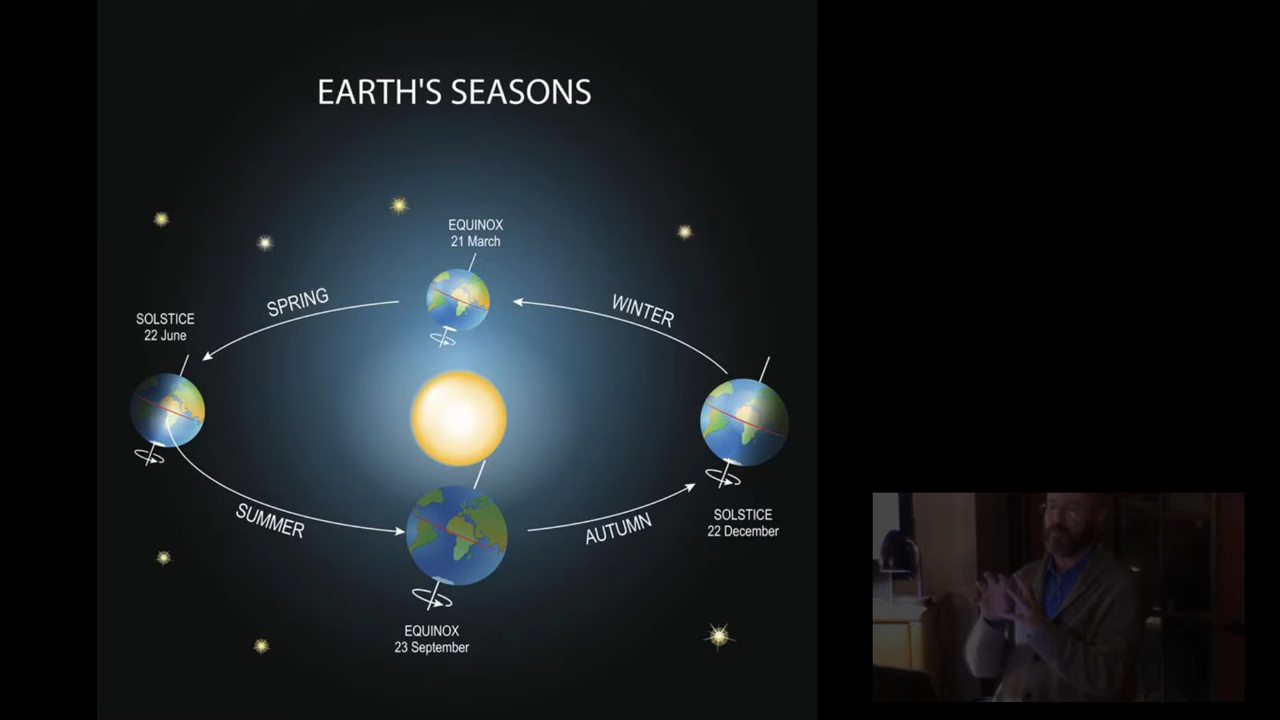 EARTH'S SEASONS
EQUINOX
21 March
SPRING
WINTER
SOLSTICE
22 June
SUMMER
AUTUMN
SOLSTICE
22 December
EQUINOX
23 September